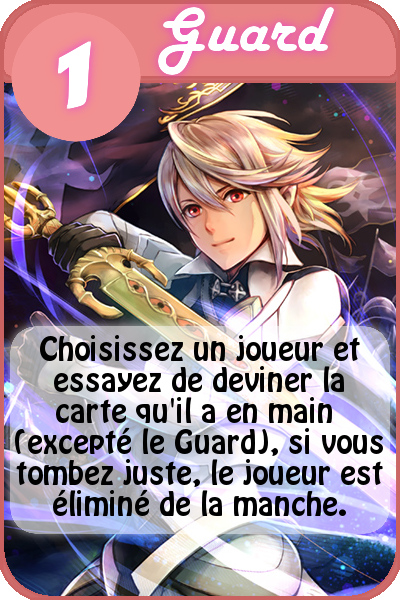 1 Guard
Choisissez un joueur et
essayez de deviner la
carte qu'il a en main
(excepté le Guard), si vous
tombez juste, le joueur est
éliminé de la manche.